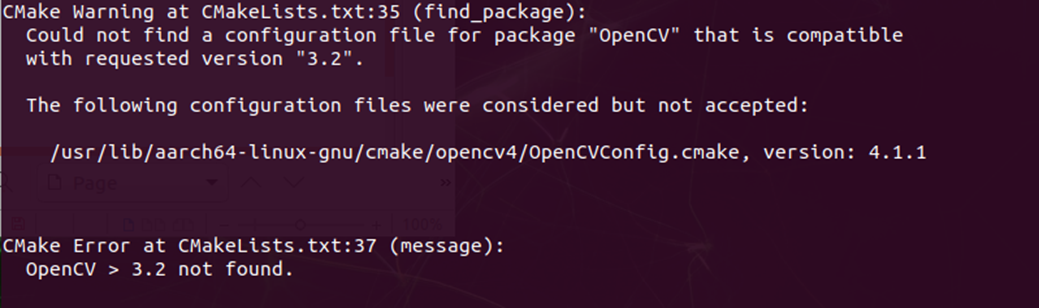 CMake Warning at CMakeLists.txt:35 (find_package):
Could not find a configuration file for package "OpenCV" that is compatible
with requested version "3.2".
The following configuration files were considered but not accepted:
/usr/lib/aarch64-linux-gnu/cmake/opencv4/OpenCVConfig.cmake, version: 4.1.1
Page
100%
CMake Error at CMakeLists.txt:37 (message):
OpenCV > 3.2 not found.